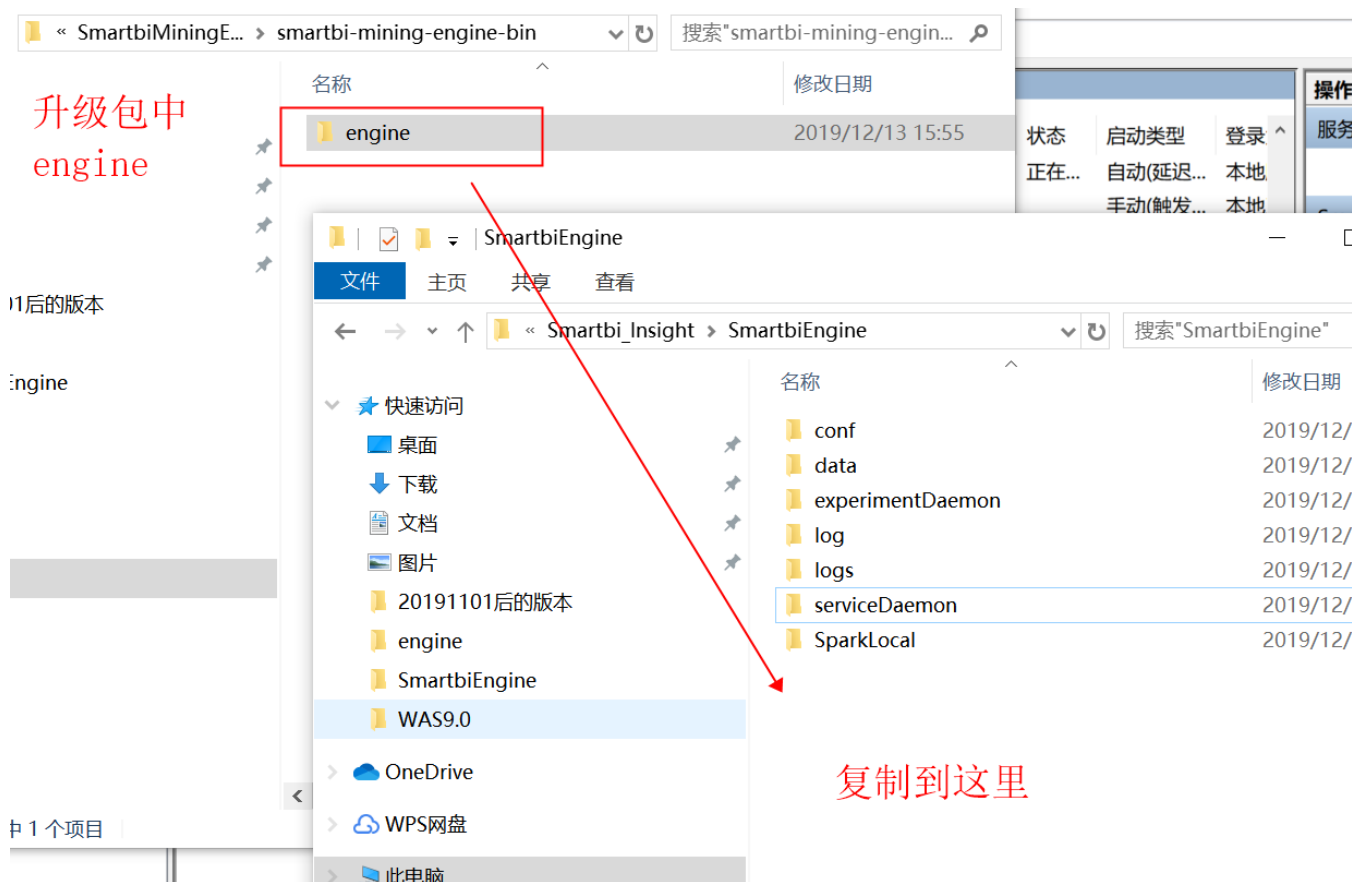 « SmartbiMiningE... > smartbi-mining-engine-bin
搜索"smartbi-mining-engin...
名称
修改日期
升级包中
engine
engine
2019/12/13 15:55
操作
服务
状态
启动类型
登录
正在...
自动(延迟...
本地
手动(触发...
本地
SmartbiEngine
文件
主页
共享
查看
01后的版本
« Smartbi_Insight > SmartbiEngine
搜索"SmartbiEngine"
Engine
名称
修改日期
快速访问
桌面
下载
文档
图片
20191101后的版本
engine
SmartbiEngine
WAS9.0
OneDrive
WPS网盘
此电脑
conf
2019/12/
data
2019/12/
experimentDaemon
2019/12/
log
2019/12/
logs
2019/12/
serviceDaemon
2019/12/
SparkLocal
2019/12/
复制到这里
中 1 个项目